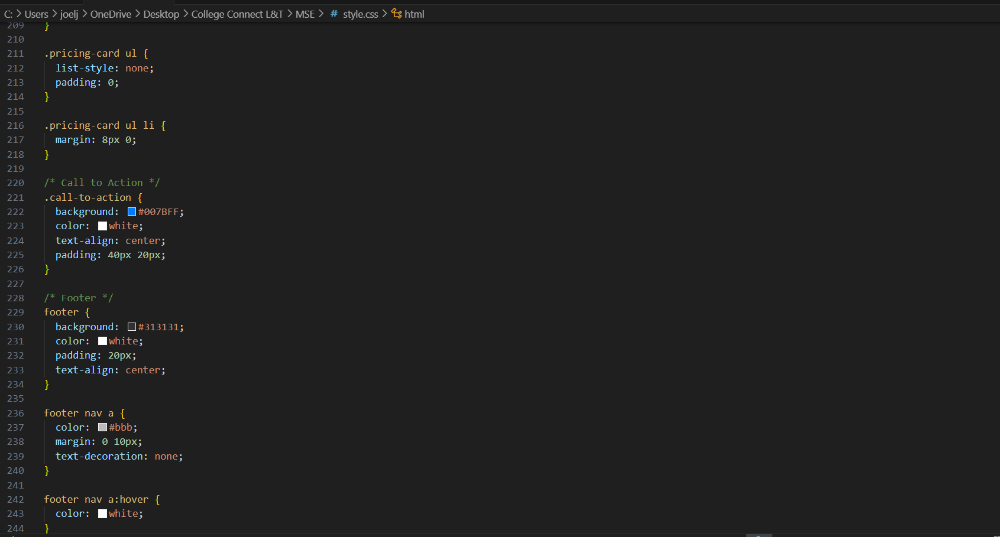 C: > Users > joelj > OneDrive > Desktop > College Connect L&T > MSE > # style.css > html
209 }
210
211 .pricing-card ul {
212   list-style: none;
213   padding: 0;
214 }
215
216 .pricing-card ul li {
217   margin: 8px 0;
218 }
219
220 /* Call to Action */
221 .call-to-action {
222   background: #007BFF;
223   color: white;
224   text-align: center;
225   padding: 40px 20px;
226 }
227
228 /* Footer */
229 footer {
230   background: #313131;
231   color: white;
232   padding: 20px;
233   text-align: center;
234 }
235
236 footer nav a {
237   color: #bbb;
238   margin: 0 10px;
239   text-decoration: none;
240 }
241
242 footer nav a:hover {
243   color: white;
244 }